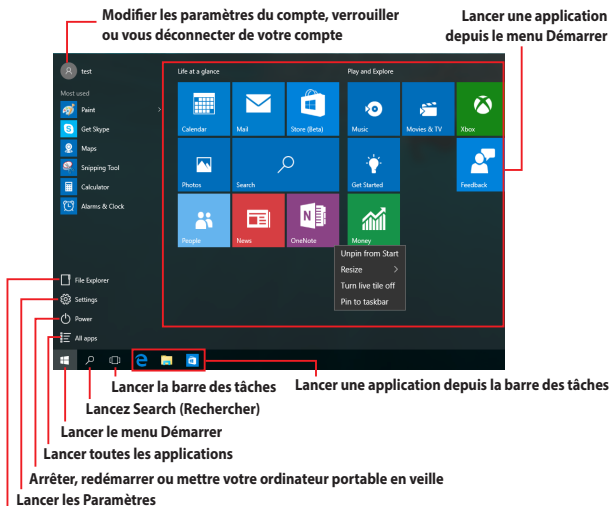 Modifier les paramètres du compte, verrouiller
ou vous déconnecter de votre compte
Lancer une application
depuis le menu Démarrer
test
Life at a glance
Play and Explore
Most used
Paint
Get Skype
Maps
Snipping Tool
Calculator
Alarms & Clock
Calendar
Mail
Store (Beta)
Music
Movies & TV
Xbox
Photos
Search
Get Started
Feedback
People
News
OneNote
Money
Unpin from Start
Resize
Turn live tile off
Pin to taskbar
File Explorer
Settings
Power
All apps
Lancer la barre des tâches
Lancer une application depuis la barre des tâches
Lancez Search (Rechercher)
Lancer le menu Démarrer
Lancer toutes les applications
Arrêter, redémarrer ou mettre votre ordinateur portable en veille
Lancer les Paramètres